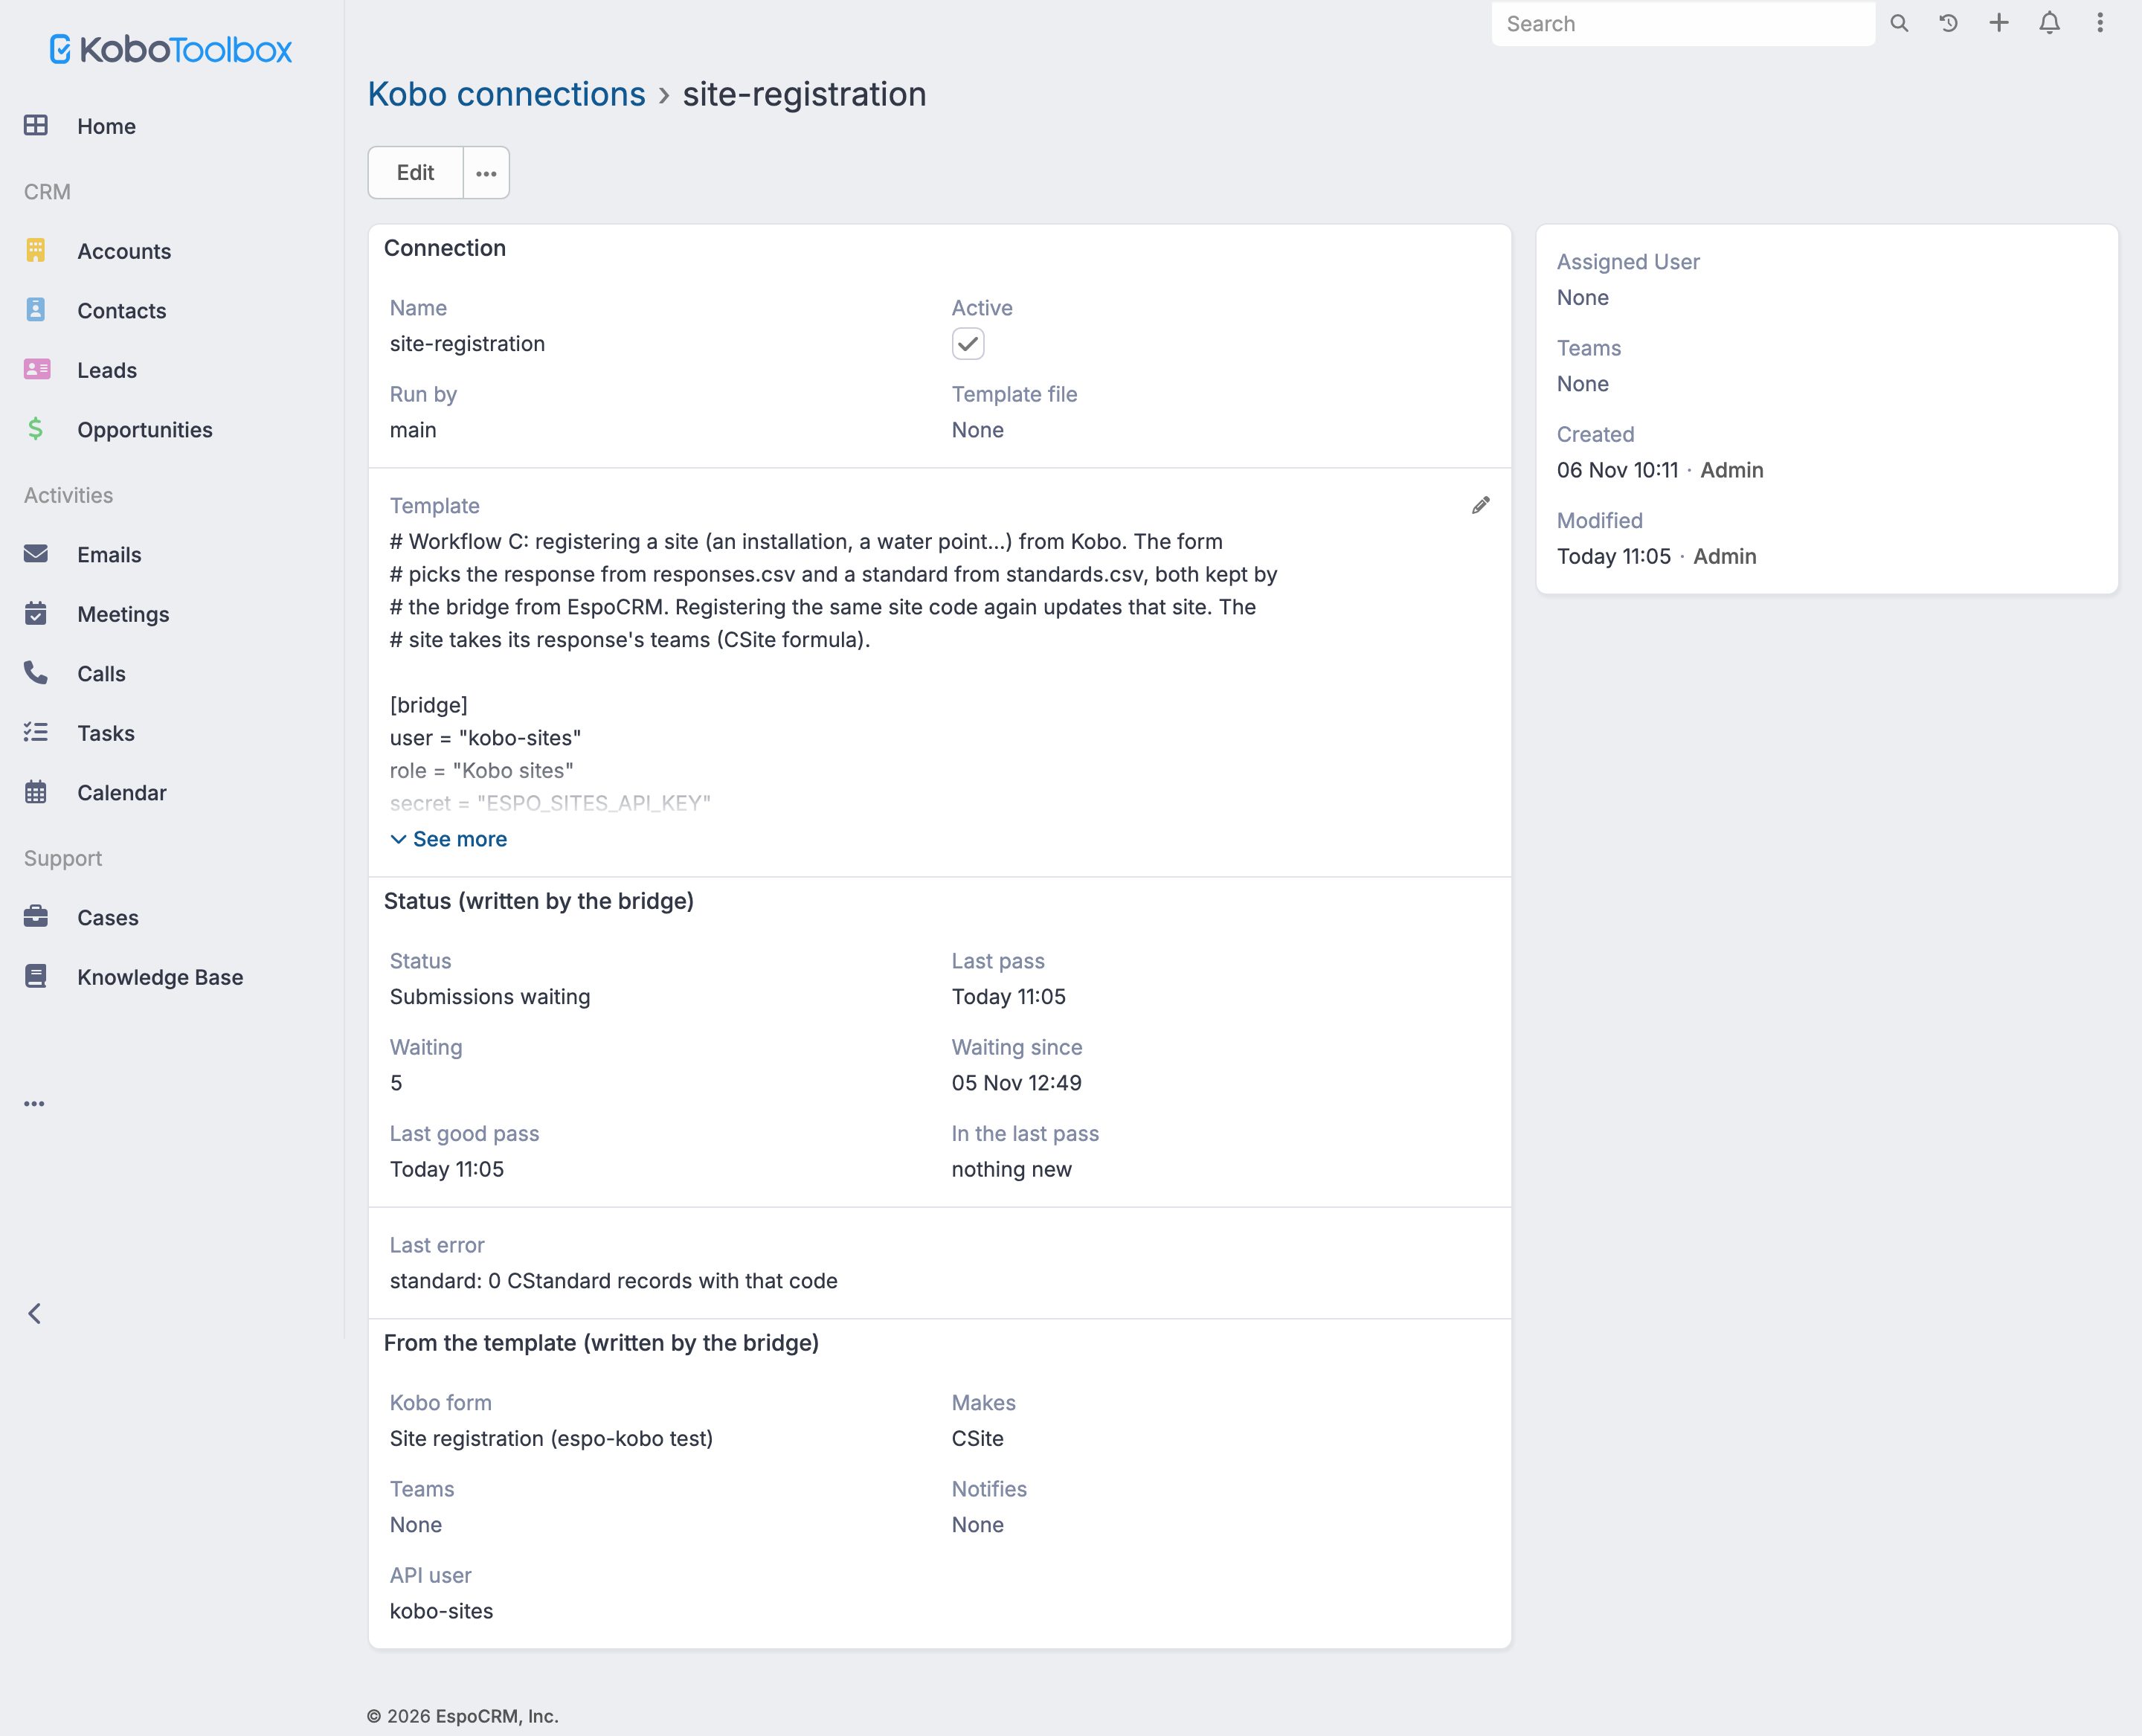 KoboToolbox
Search
Home
CRM
Accounts
Contacts
Leads
Opportunities
Activities
Emails
Meetings
Calls
Tasks
Calendar
Support
Cases
Knowledge Base
Kobo connections › site-registration
Edit
Connection
Name
site-registration
Active
Run by
main
Template file
None
Template
# Workflow C: registering a site (an installation, a water point...) from Kobo. The form
# picks the response from responses.csv and a standard from standards.csv, both kept by
# the bridge from EspoCRM. Registering the same site code again updates that site. The
# site takes its response's teams (CSite formula).
[bridge]
user = "kobo-sites"
role = "Kobo sites"
secret = "ESPO_SITES_API_KEY"
See more
Status (written by the bridge)
Status
Submissions waiting
Last pass
Today 11:05
Waiting
5
Waiting since
05 Nov 12:49
Last good pass
Today 11:05
In the last pass
nothing new
Last error
standard: 0 CStandard records with that code
From the template (written by the bridge)
Kobo form
Site registration (espo-kobo test)
Makes
CSite
Teams
None
Notifies
None
API user
kobo-sites
Assigned User
None
Teams
None
Created
06 Nov 10:11 · Admin
Modified
Today 11:05 · Admin
© 2026 EspoCRM, Inc.